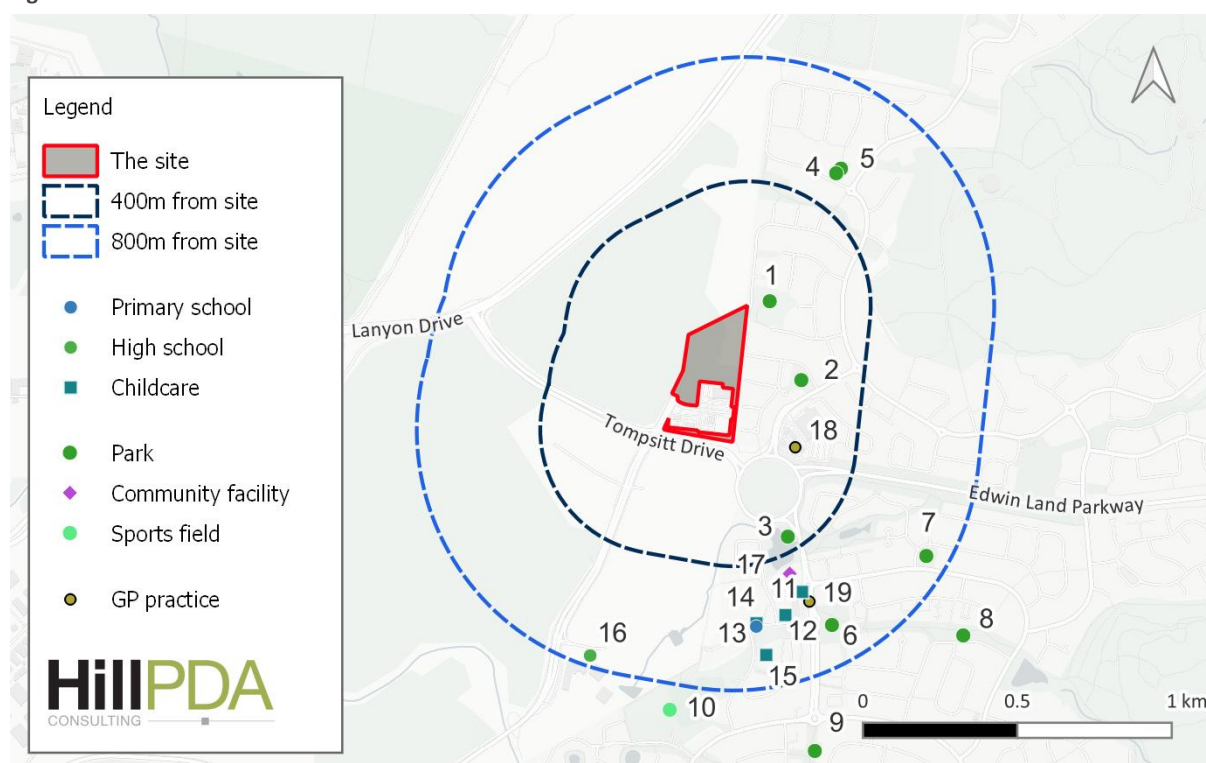 Legend
The site
400m from site
800m from site
Primary school
High school
Childcare
Park
Community facility
Sports field
GP practice
HillPDA
CONSULTING
4
5
1
Lanyon Drive
2
18
Tompsitt Drive
Edwin Land Parkway
3
7
17
11
19
14
13
12
6
8
16
15
10
9
0
0.5
1 km